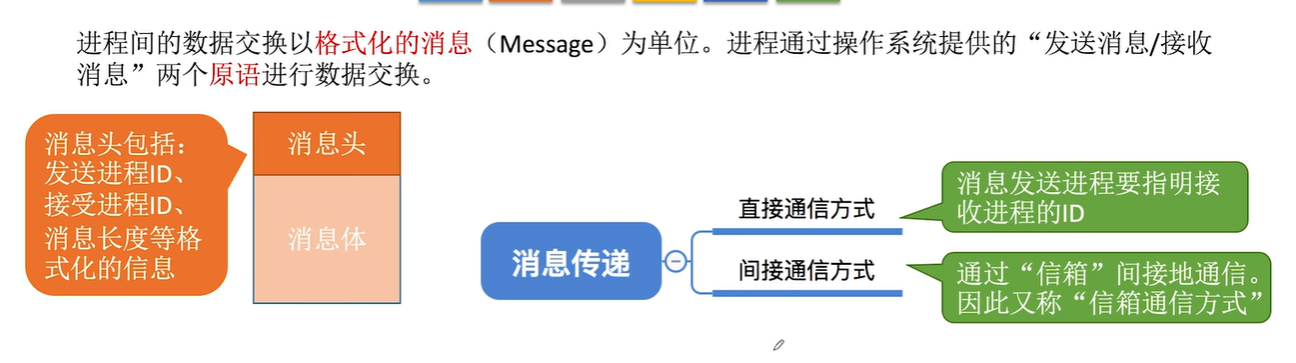 进程间的数据交换以格式化的消息（Message）为单位。进程通过操作系统提供的“发送消息/接收
消息”两个原语进行数据交换。
消息头包括：
发送进程ID、
接受进程ID、
消息长度等格
式化的信息
消息头
消息体
消息传递
直接通信方式
消息发送进程要指明接
收进程的ID
间接通信方式
通过“信箱”间接地通信。
因此又称“信箱通信方式”